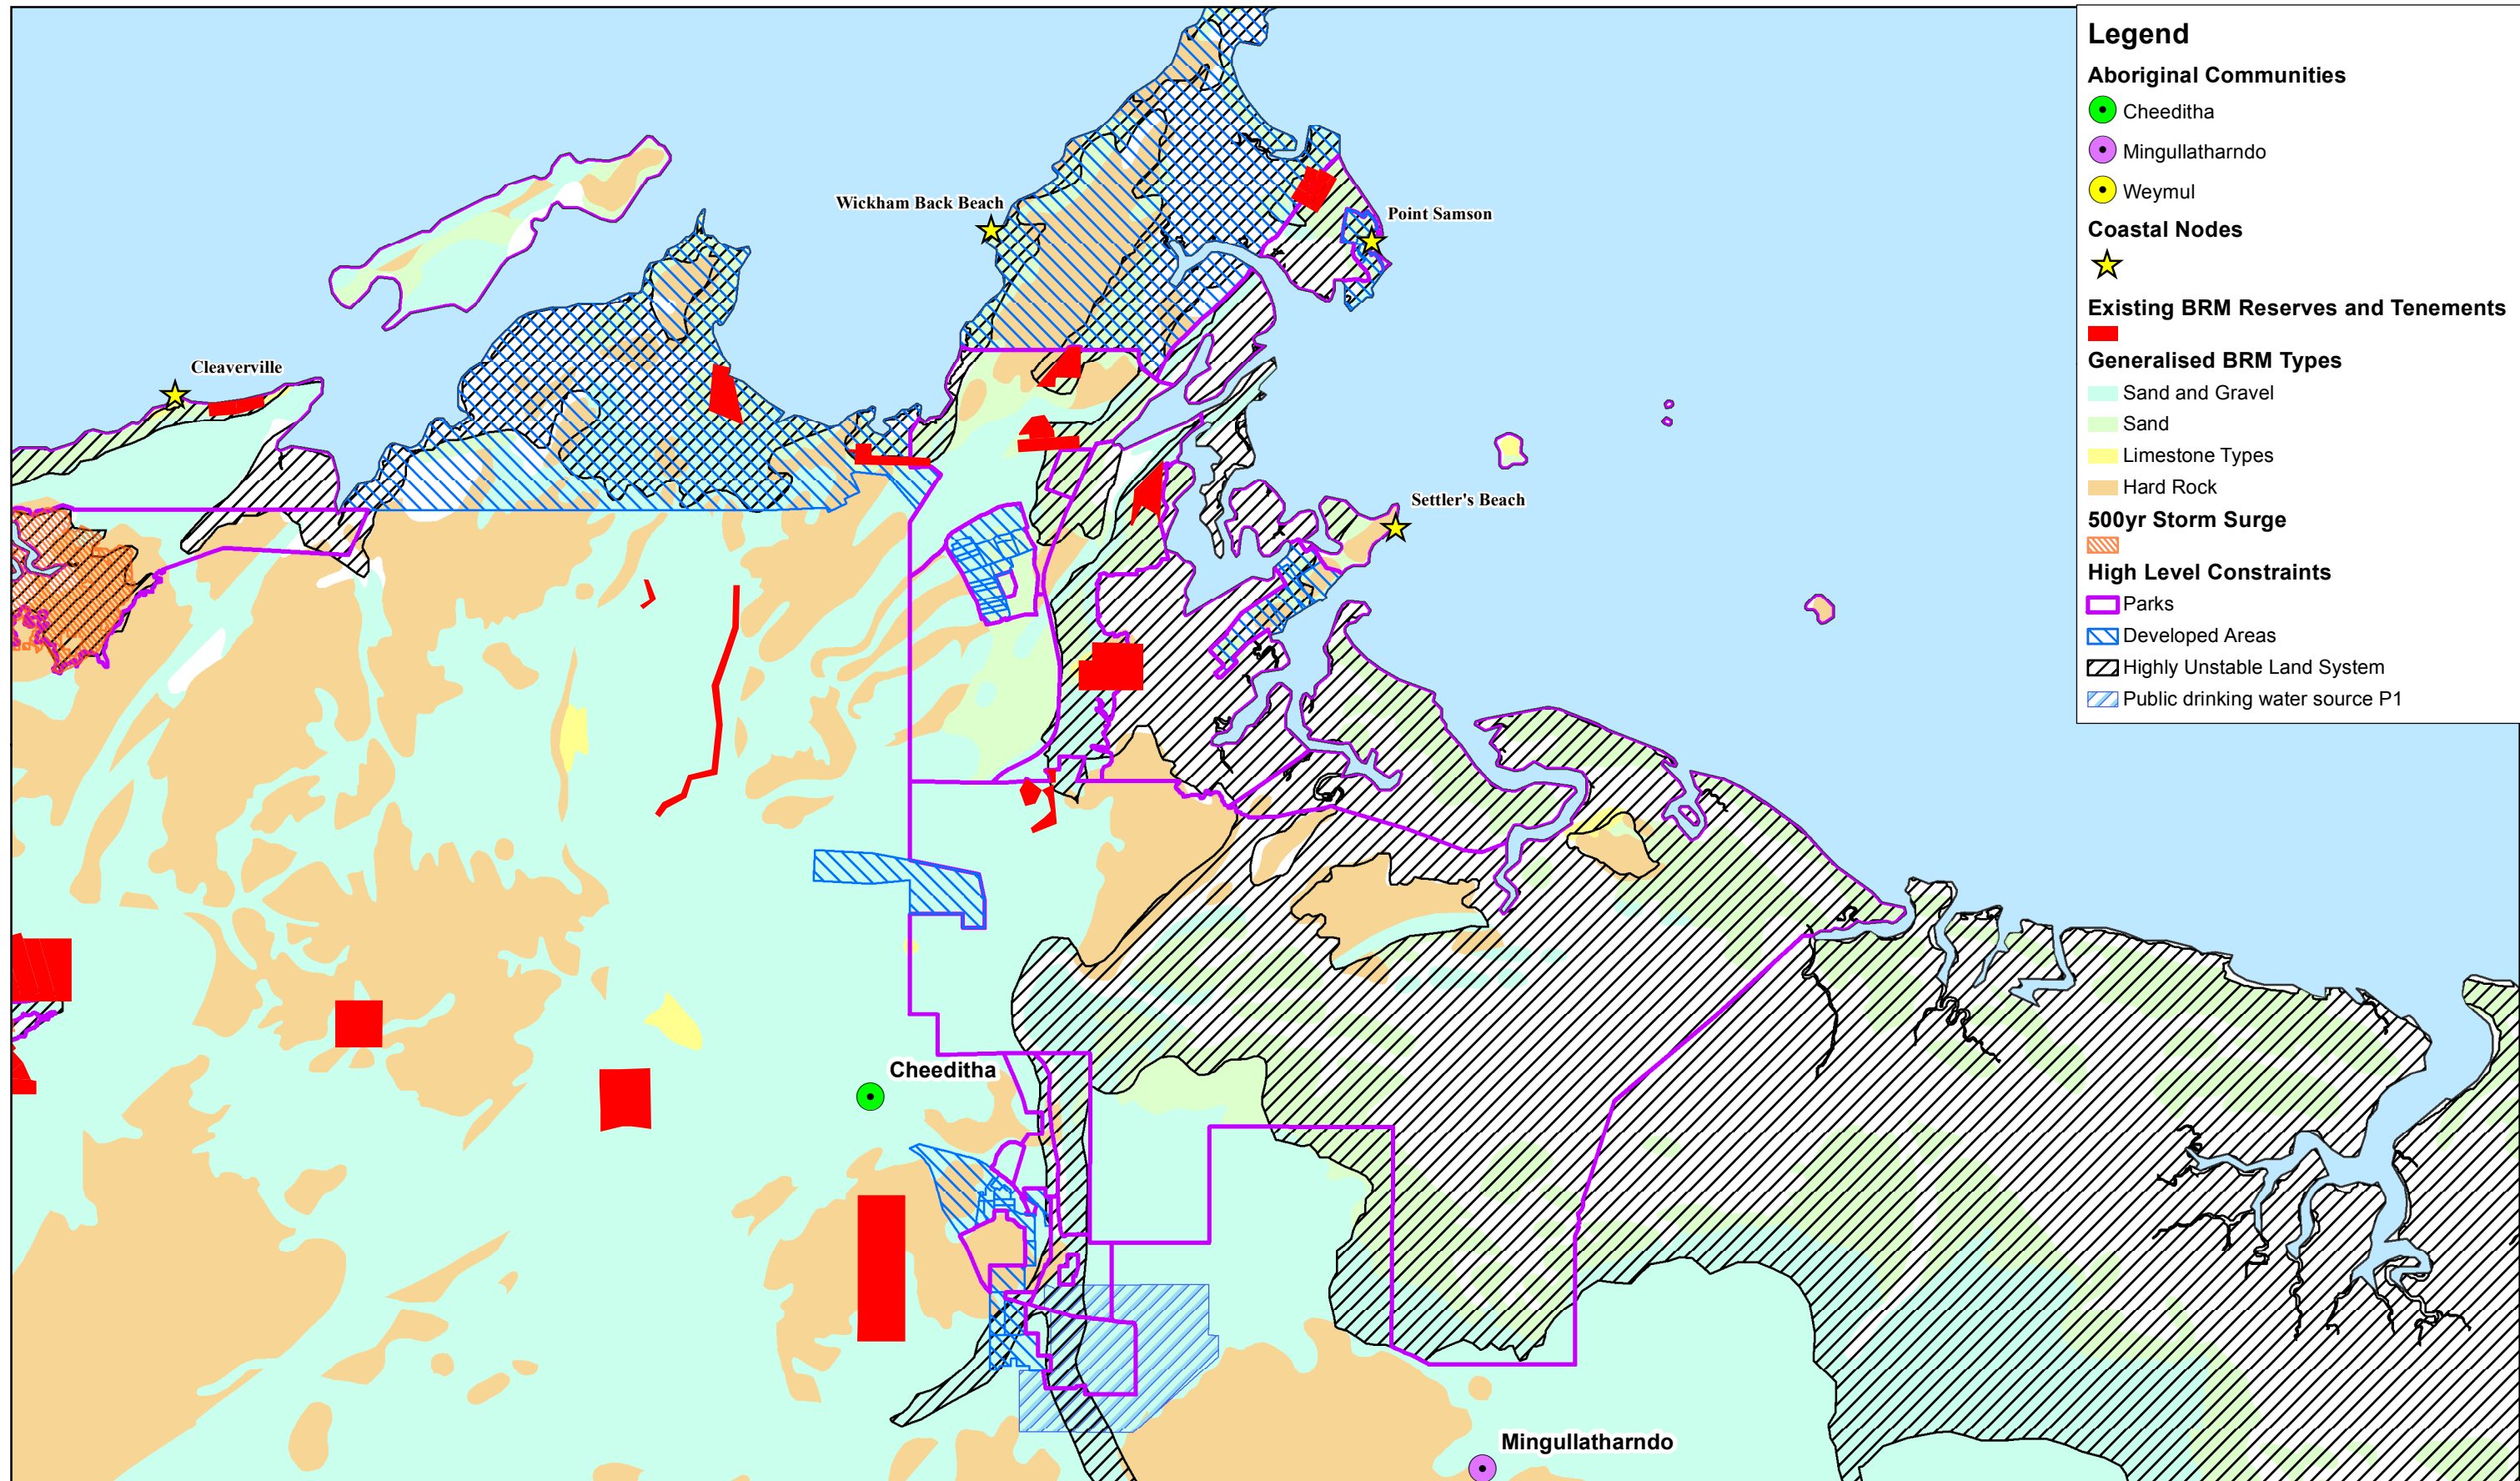 Legend
Aboriginal Communities
Cheeditha
Mingullatharndo
Weymul
Coastal Nodes
Existing BRM Reserves and Tenements
Generalised BRM Types
Sand and Gravel
Sand
Limestone Types
Hard Rock
500yr Storm Surge
High Level Constraints
Parks
Developed Areas
Highly Unstable Land System
Public drinking water source P1
Wickham Back Beach
Point Samson
Cleaverville
Settler's Beach
Cheeditha
Mingullatharndo